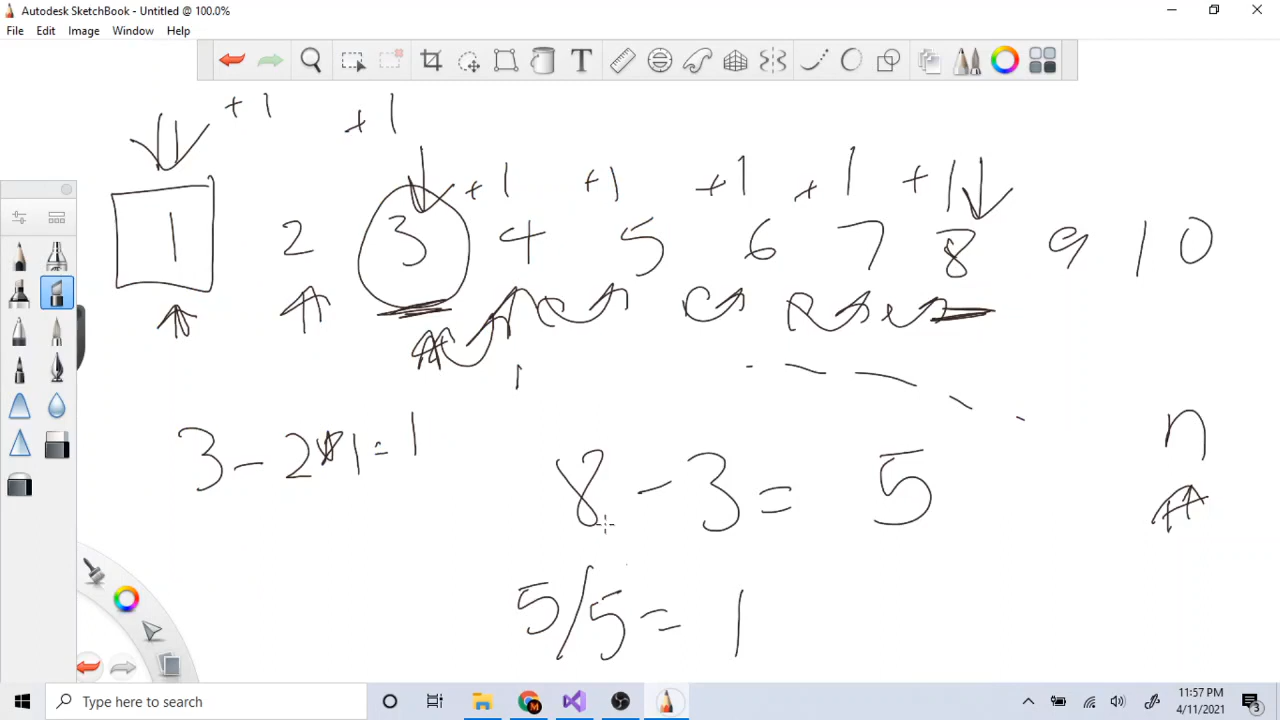 Autodesk SketchBook - Untitled @ 100.0%
File Edit Image Window Help
T
+1 +1
+1 +1 +1 +1 +1
1 2 3 4 5 6 7 8 9 10
3 - 2*1 = 1
n
8 - 3 = 5
5/5 = 1
Type here to search
M
11:57 PM
4/11/2021
3